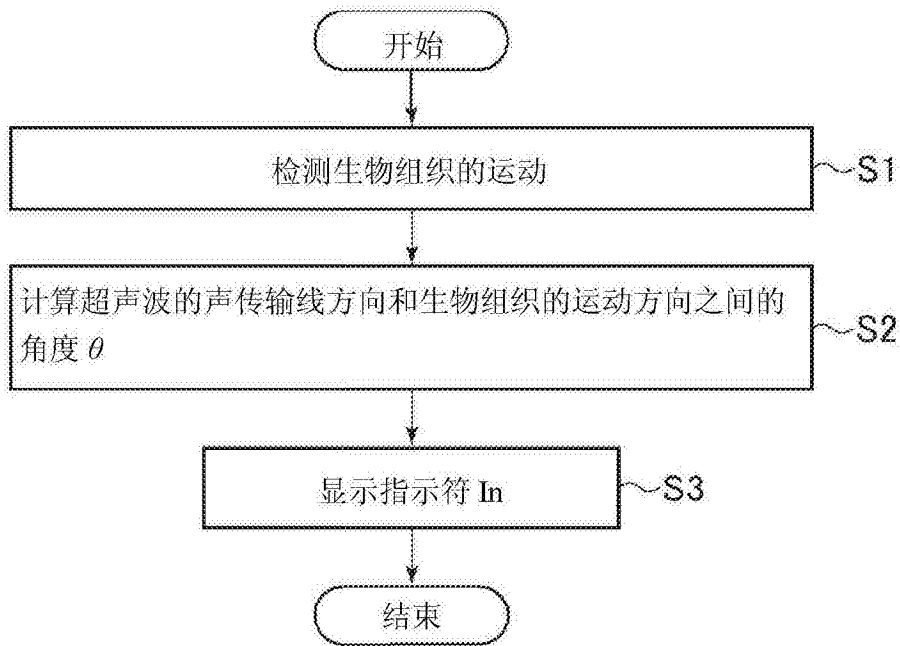 开始
检测生物组织的运动
S1
计算超声波的声传输线方向和生物组织的运动方向之间的
角度 θ
S2
显示指示符 In
S3
结束